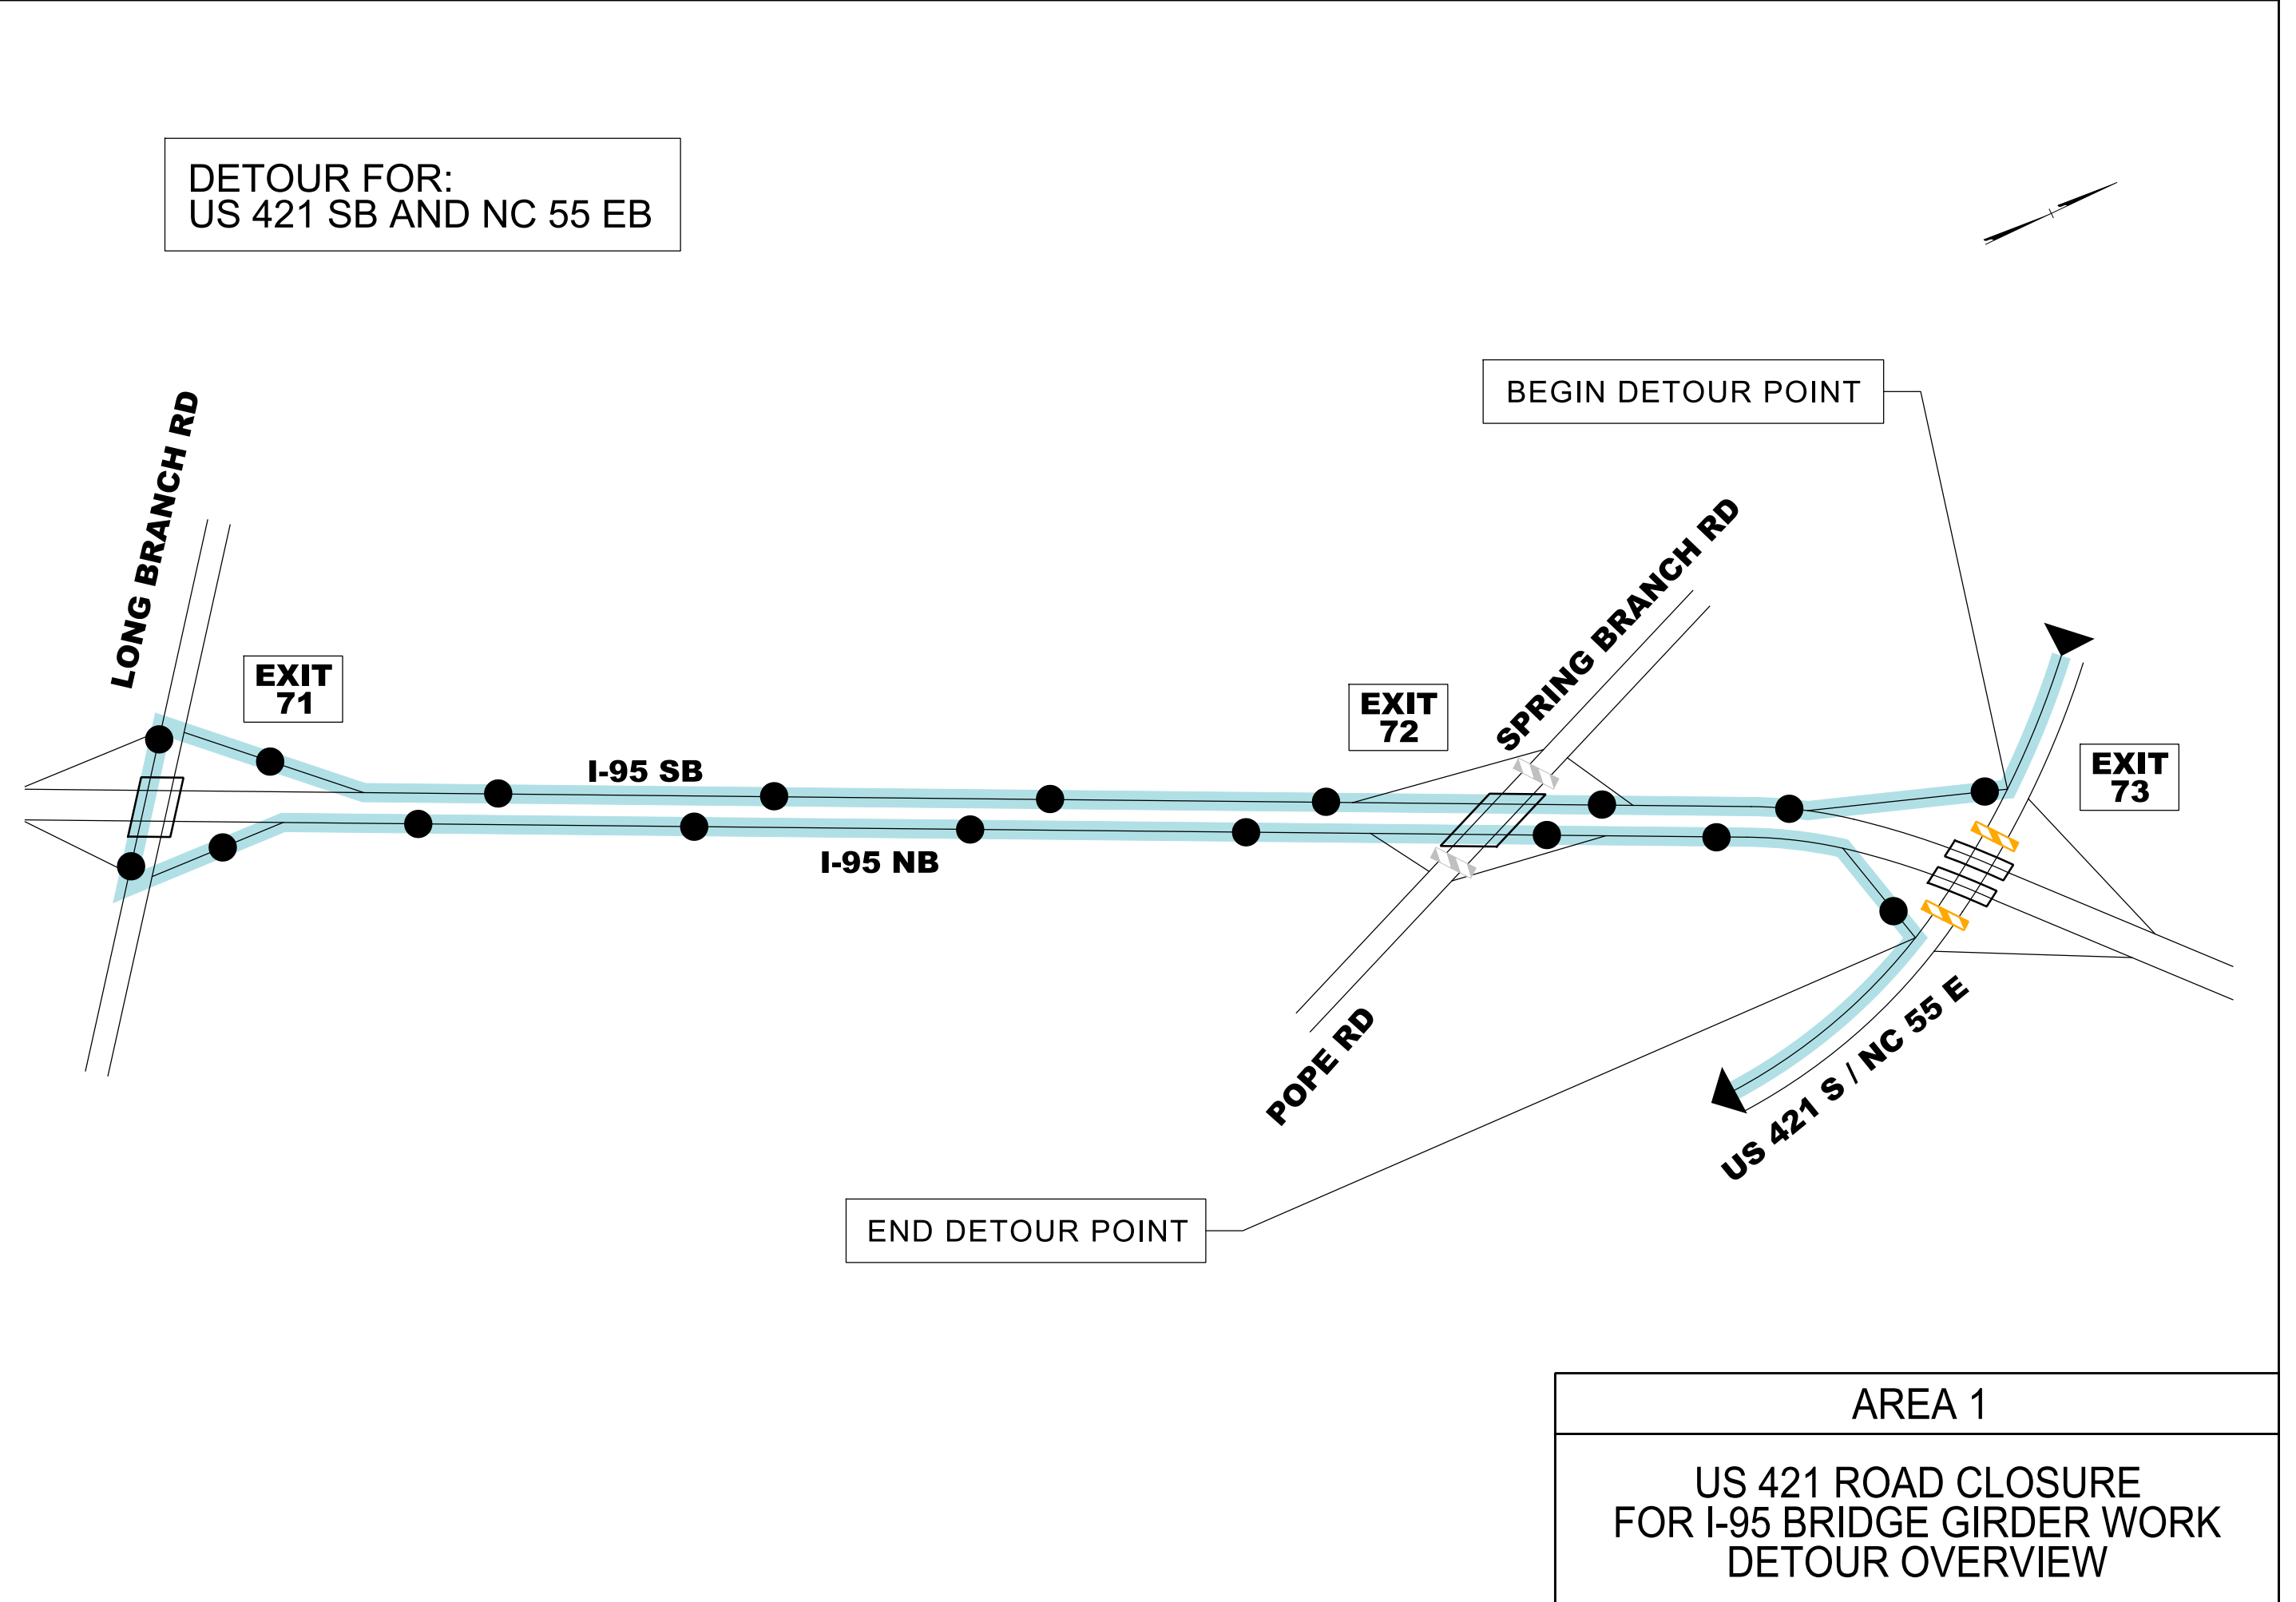 DETOUR FOR:
US 421 SB AND NC 55 EB
BEGIN DETOUR POINT
LONG BRANCH RD
SPRING BRANCH RD
EXIT
71
EXIT
72
EXIT
73
I-95 SB
I-95 NB
POPE RD
US 421 S / NC 55 E
END DETOUR POINT
AREA 1
US 421 ROAD CLOSURE
FOR I-95 BRIDGE GIRDER WORK
DETOUR OVERVIEW